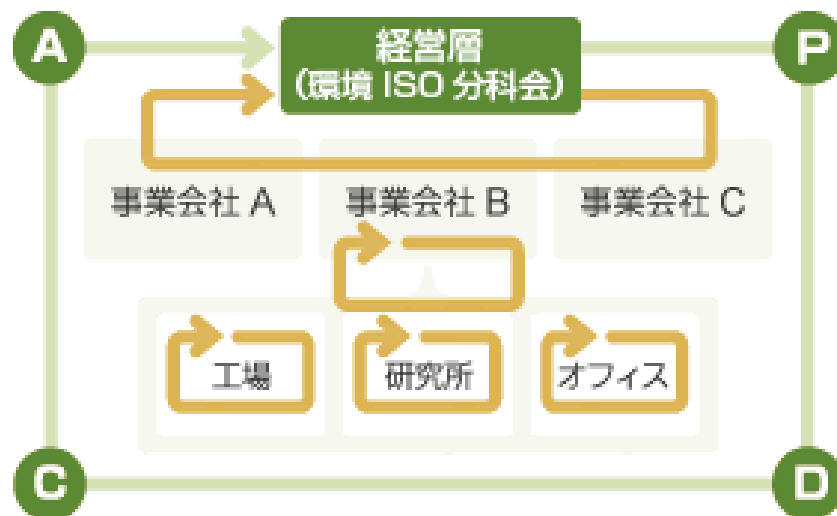 A
経営層
(環境 ISO 分科会)
P
事業会社 A
事業会社 B
事業会社 C
工場
研究所
オフィス
C
D